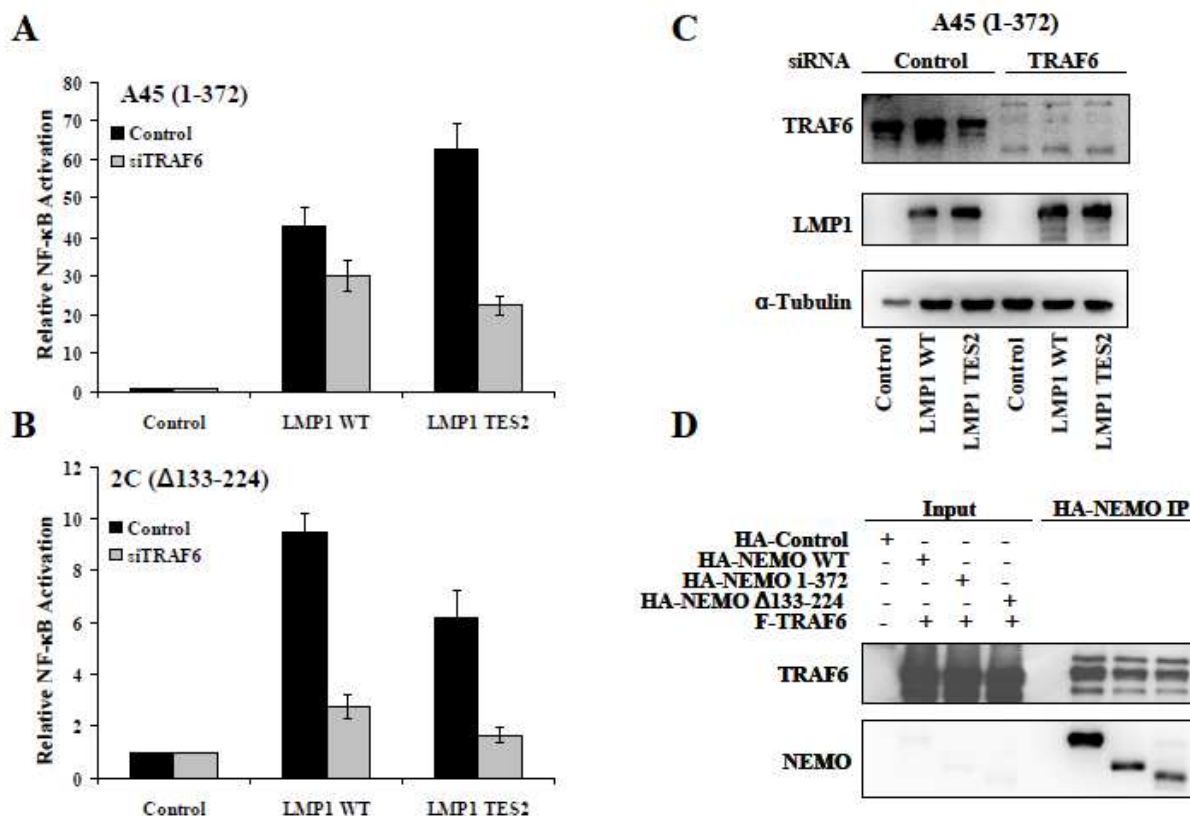 A
A45 (1-372)
Relative NF-κB Activation
80
70
60
50
40
30
20
10
0
Control
siTRAF6
Control
LMP1 WT
LMP1 TES2
B
2C (Δ133-224)
Relative NF-κB Activation
12
10
8
6
4
2
0
Control
siTRAF6
Control
LMP1 WT
LMP1 TES2
C
A45 (1-372)
siRNA Control TRAF6
TRAF6
LMP1
α-Tubulin
Control
LMP1 WT
LMP1 TES2
Control
LMP1 WT
LMP1 TES2
D
Input HA-NEMO IP
HA-Control + - - -
HA-NEMO WT - + - -
HA-NEMO 1-372 - - + -
HA-NEMO Δ133-224 - - - +
F-TRAF6 - + + +
TRAF6
NEMO